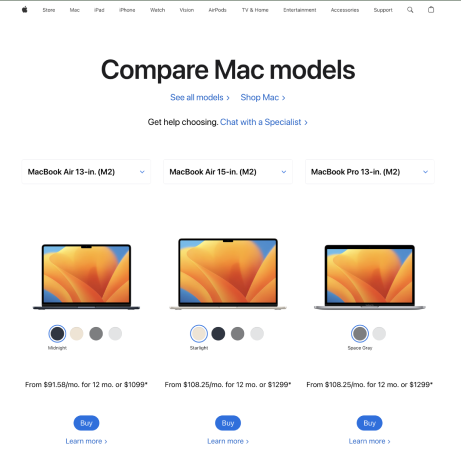 Store Mac iPad iPhone Watch Vision AirPods TV & Home Entertainment Accessories Support
Compare Mac models
See all models > Shop Mac >
Get help choosing. Chat with a Specialist >
MacBook Air 13-in. (M2) MacBook Air 15-in. (M2) MacBook Pro 13-in. (M2)
Midnight Starlight Space Gray
From $91.58/mo. for 12 mo. or $1099* From $108.25/mo. for 12 mo. or $1299* From $108.25/mo. for 12 mo. or $1299*
Buy Buy Buy
Learn more > Learn more > Learn more >